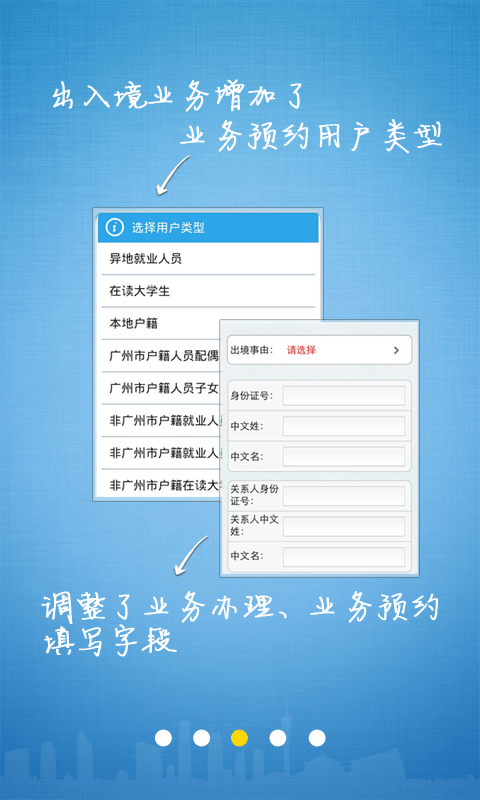 出入境业务增加了
业务预约用户类型
选择用户类型
异地就业人员
在读大学生
本地户籍
广州市户籍人员配偶
广州市户籍人员子女
非广州市户籍就业人
非广州市户籍就业人
非广州市户籍在读大
出境事由： 请选择
身份证号：
中文姓：
中文名：
关系人身份
证号：
关系人中文
姓：
中文名：
调整了业务办理、业务预约
填写字段